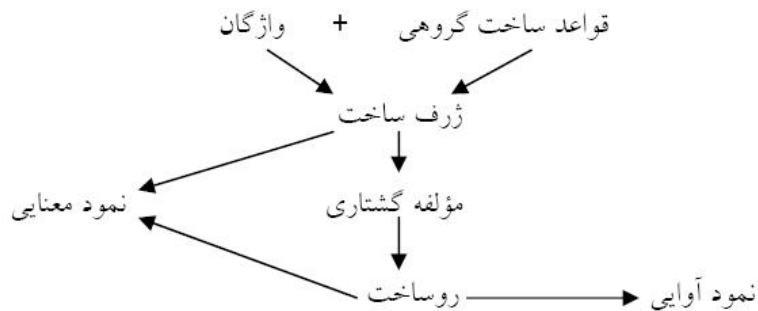 قواعد ساخت گروهی + واژگان
ژرف ساخت
مؤلفه گشتاری
نمود معنایی
روساخت
نمود آوایی